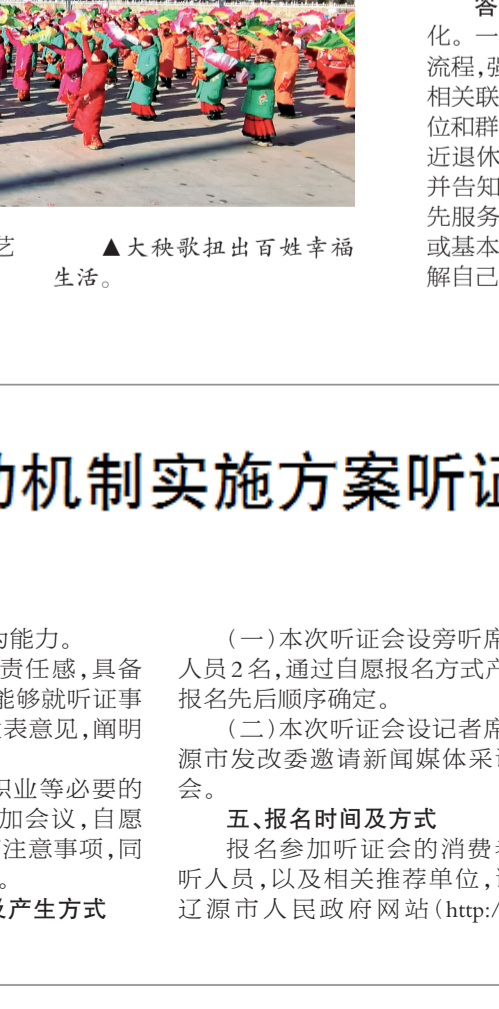 艺
▲大秧歌扭出百姓幸福
生活。
答
化。一
流程,强
相关联
位和群
近退休
并告知
先服务
或基本
解自己
动机制实施方案听证
为能力。
责任感,具备
能够就听证事
表意见,阐明
职业等必要的
加会议,自愿
注意事项,同
。
及产生方式
(一)本次听证会设旁听席
人员2名,通过自愿报名方式产
报名先后顺序确定。
(二)本次听证会设记者席
源市发改委邀请新闻媒体采访
会。
五、报名时间及方式
报名参加听证会的消费者
听人员,以及相关推荐单位,请
辽源市人民政府网站(http:/